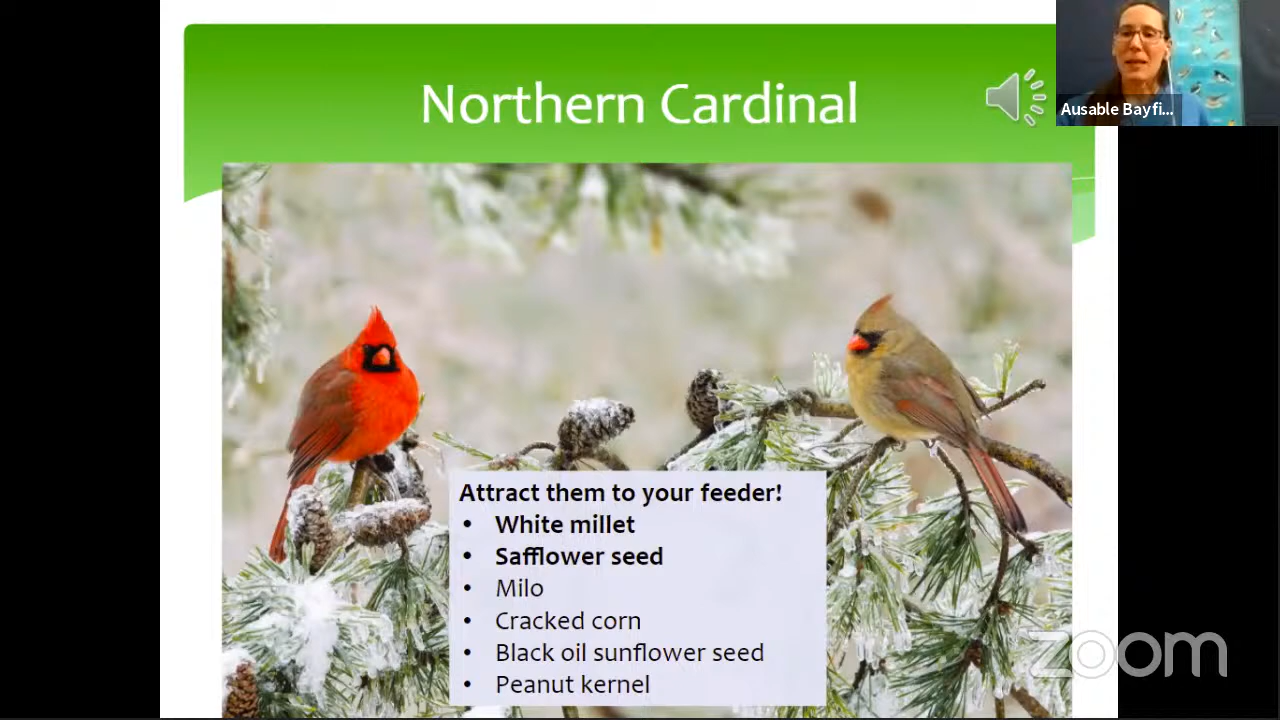 Northern Cardinal
Ausable Bayfi...
Attract them to your feeder!
• White millet
• Safflower seed
• Milo
• Cracked corn
• Black oil sunflower seed
• Peanut kernel
zoom